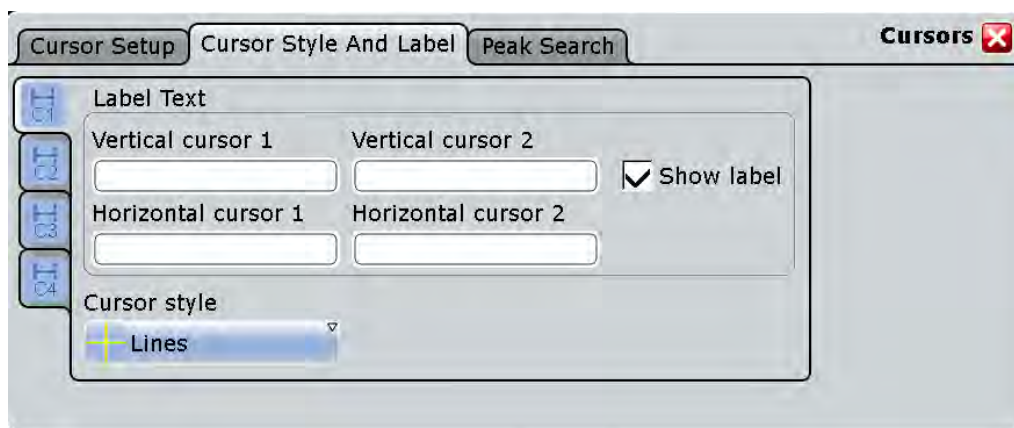 Cursor Setup Cursor Style And Label Peak Search Cursors
C1
Label Text
Vertical cursor 1 Vertical cursor 2
C2
Show label
Horizontal cursor 1 Horizontal cursor 2
C3
C4
Cursor style
Lines